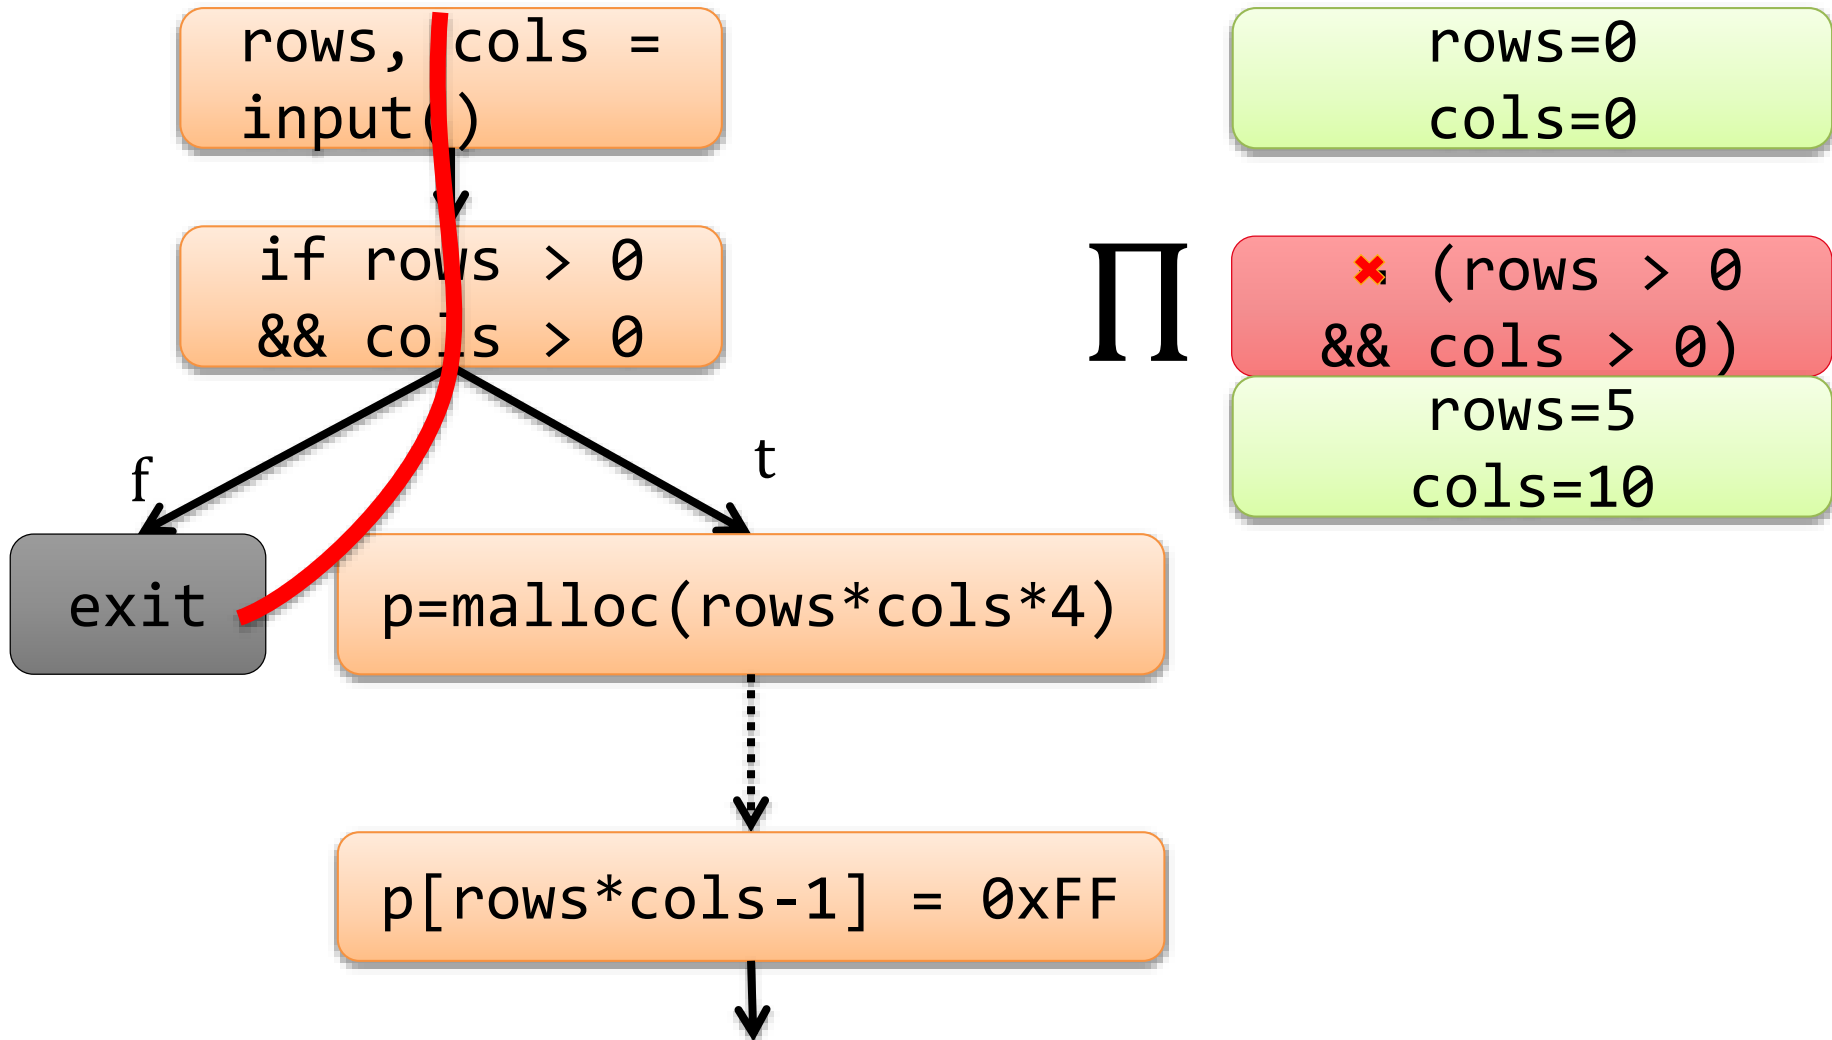 rows, cols =
input()
if rows > 0
&& cols > 0
f
t
exit
p=malloc(rows*cols*4)
p[rows*cols-1] = 0xFF
rows=0
cols=0
∏
(rows > 0
&& cols > 0)
rows=5
cols=10